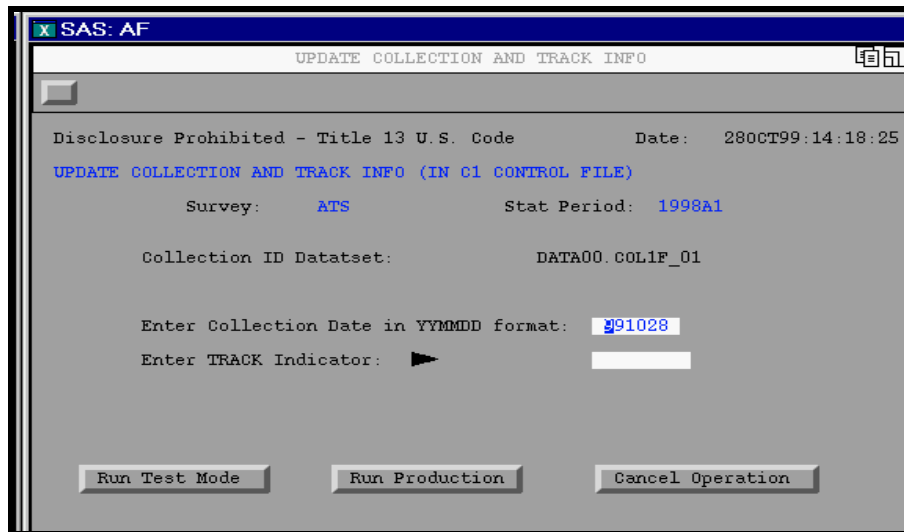 X SAS: AF
UPDATE COLLECTION AND TRACK INFO
Disclosure Prohibited - Title 13 U.S. Code Date: 28OCT99:14:18:25
UPDATE COLLECTION AND TRACK INFO (IN C1 CONTROL FILE)
Survey: ATS Stat Period: 1998A1
Collection ID Datatset: DATA00.COL1F_01
Enter Collection Date in YYMMDD format: 991028
Enter TRACK Indicator:
Run Test Mode Run Production Cancel Operation